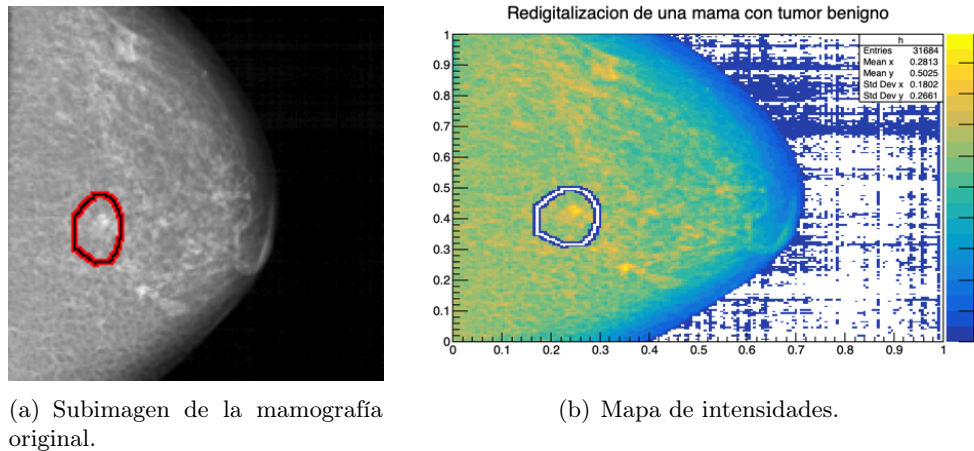 Redigitalizacion de una mama con tumor benigno
h
Entries 31684
Mean x 0.2813
Mean y 0.5025
Std Dev x 0.1802
Std Dev y 0.2661
1
0.9
0.8
0.7
0.6
0.5
0.4
0.3
0.2
0.1
0
0 0.1 0.2 0.3 0.4 0.5 0.6 0.7 0.8 0.9 1
(a) Subimagen de la mamografía
original.
(b) Mapa de intensidades.